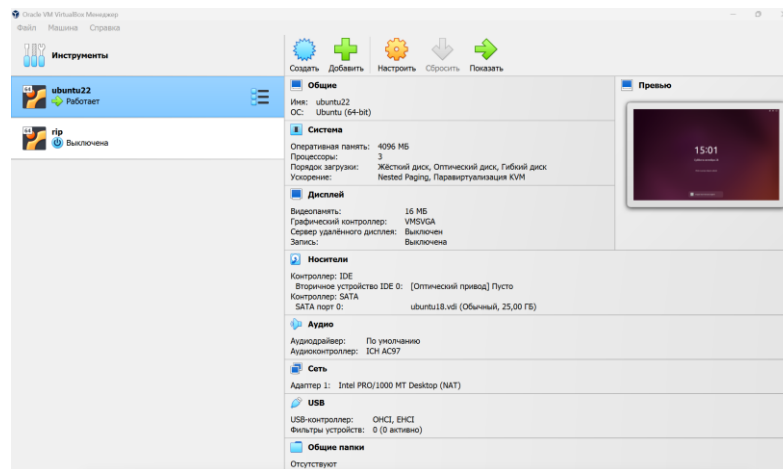 Oracle VM VirtualBox Менеджер
Файл Машина Справка
Инструменты
Создать Добавить Настроить Сбросить Показать
64 ubuntu22
Работает
64 rip
Выключена
Общие
Имя: ubuntu22
ОС: Ubuntu (64-bit)
Система
Оперативная память: 4096 МБ
Процессоры: 3
Порядок загрузки: Жёсткий диск, Оптический диск, Гибкий диск
Ускорение: Nested Paging, Паравиртуализация KVM
Дисплей
Видеопамять: 16 МБ
Графический контроллер: VMSVGA
Сервер удалённого дисплея: Выключен
Запись: Выключена
Носители
Контроллер: IDE
Вторичное устройство IDE 0: [Оптический привод] Пусто
Контроллер: SATA
SATA порт 0: ubuntu18.vdi (Обычный, 25,00 ГБ)
Аудио
Аудиодрайвер: По умолчанию
Аудиоконтроллер: ICH AC97
Сеть
Адаптер 1: Intel PRO/1000 MT Desktop (NAT)
USB
USB-контроллер: OHCI, EHCI
Фильтры устройств: 0 (0 активно)
Общие папки
Отсутствуют
Превью
15:01